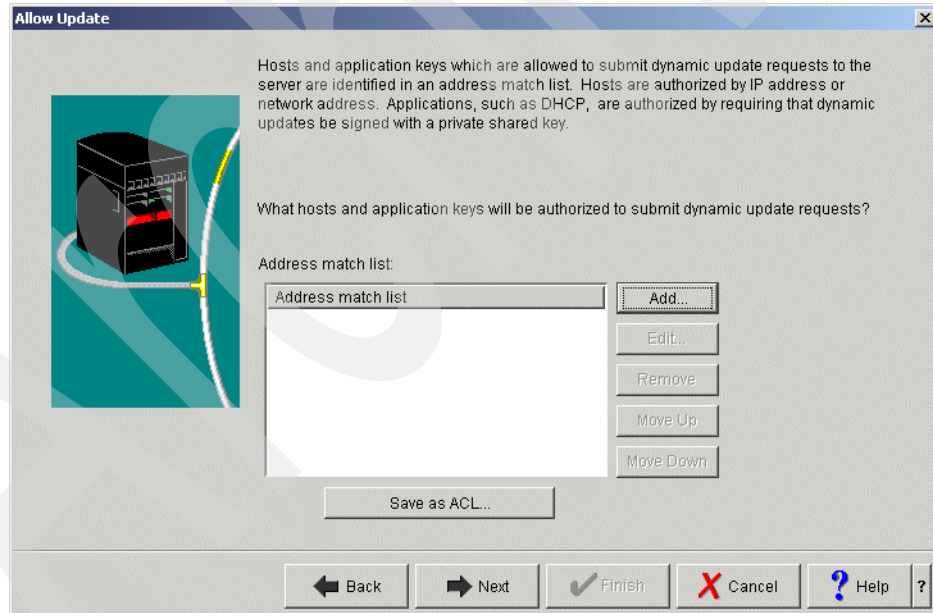 Allow Update
Hosts and application keys which are allowed to submit dynamic update requests to the
server are identified in an address match list.  Hosts are authorized by IP address or
network address.  Applications, such as DHCP,  are authorized by requiring that dynamic
updates be signed with a private shared key.
What hosts and application keys will be authorized to submit dynamic update requests?
Address match list:
Address match list
Add...
Edit...
Remove
Move Up
Move Down
Save as ACL...
Back
Next
Finish
Cancel
? Help
?